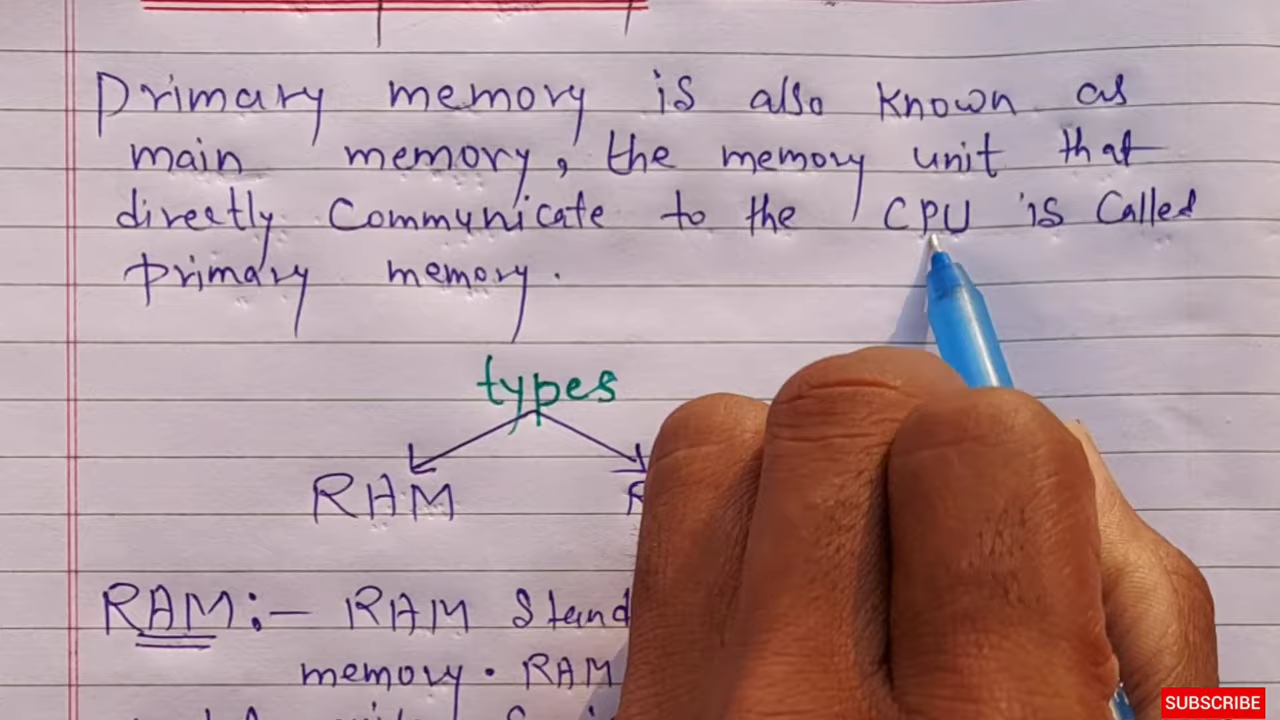 Primary memory is also known as
main memory, the memory unit that
directly communicate to the CPU is called
primary memory.
types
RAM
RAM:- RAM Stand
memory. RAM
SUBSCRIBE